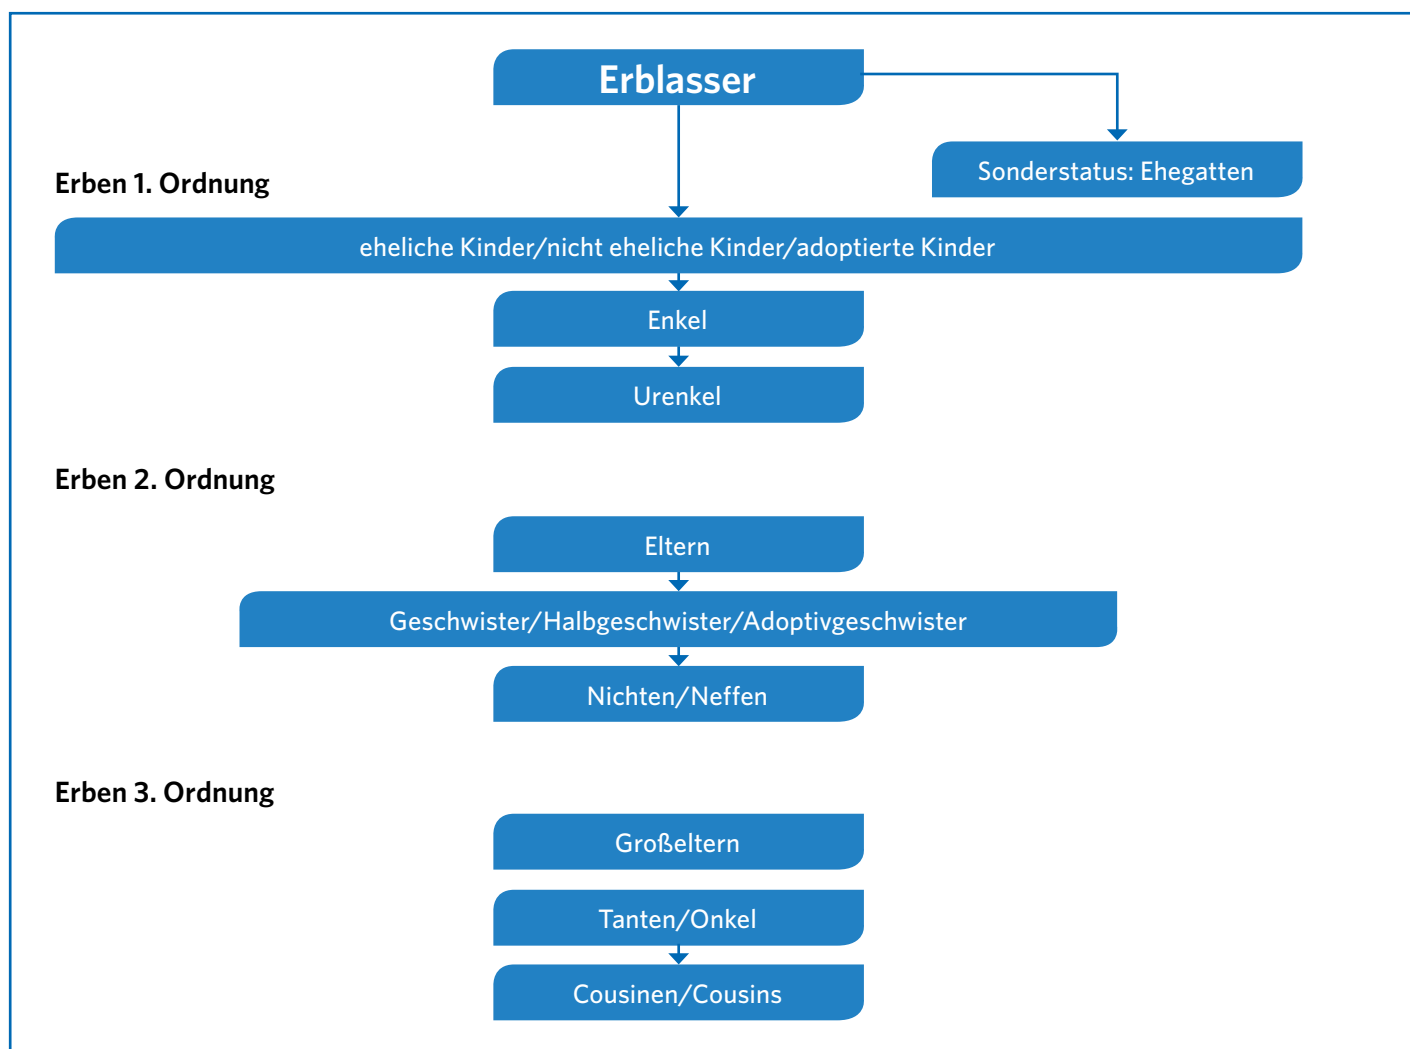 Erblasser
Sonderstatus: Ehegatten
Erben 1. Ordnung
eheliche Kinder/nicht eheliche Kinder/adoptierte Kinder
Enkel
Urenkel
Erben 2. Ordnung
Eltern
Geschwister/Halbgeschwister/Adoptivgeschwister
Nichten/Neffen
Erben 3. Ordnung
Großeltern
Tanten/Onkel
Cousinen/Cousins